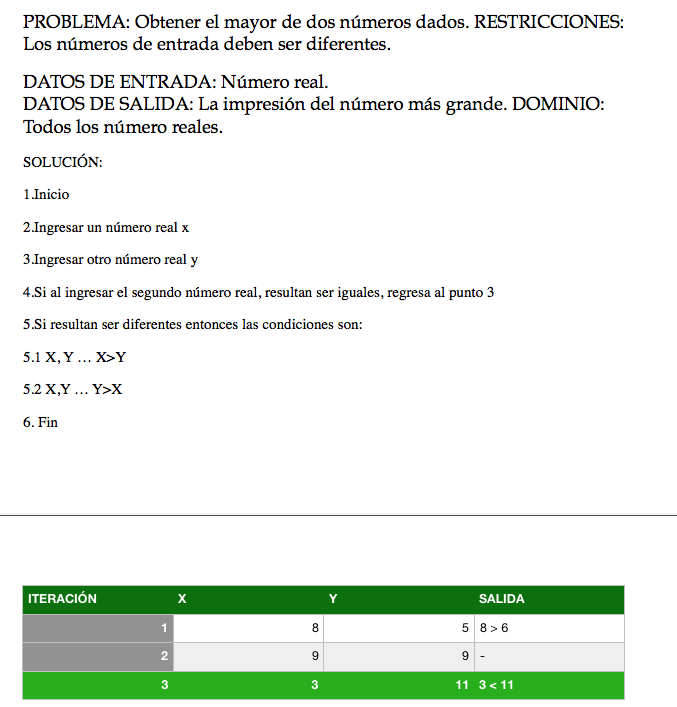 PROBLEMA: Obtener el mayor de dos números dados. RESTRICCIONES:
Los números de entrada deben ser diferentes.
DATOS DE ENTRADA: Número real.
DATOS DE SALIDA: La impresión del número más grande. DOMINIO:
Todos los número reales.
SOLUCIÓN:
1.Inicio
2.Ingresar un número real x
3.Ingresar otro número real y
4.Si al ingresar el segundo número real, resultan ser iguales, regresa al punto 3
5.Si resultan ser diferentes entonces las condiciones son:
5.1 X, Y … X>Y
5.2 X,Y … Y>X
6. Fin
ITERACIÓN X Y SALIDA
1 8 5 8 > 6
2 9 9 -
3 3 11 3 < 11